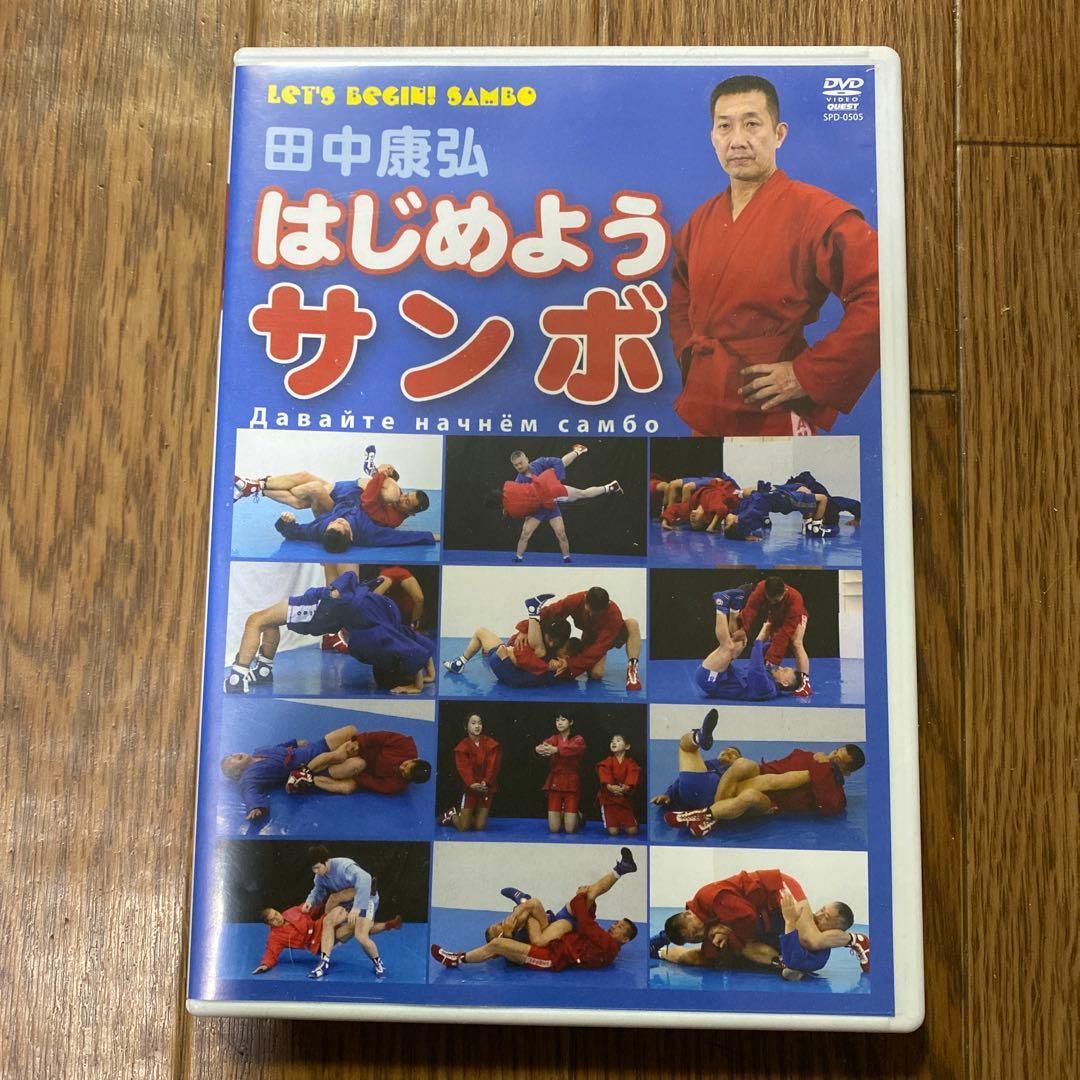 LET'S BEGIN! SAMBO
田中康弘
はじめよう
サンボ
Давайте начнём самбо
DVD
VIDEO
QUEST
SPD-0505